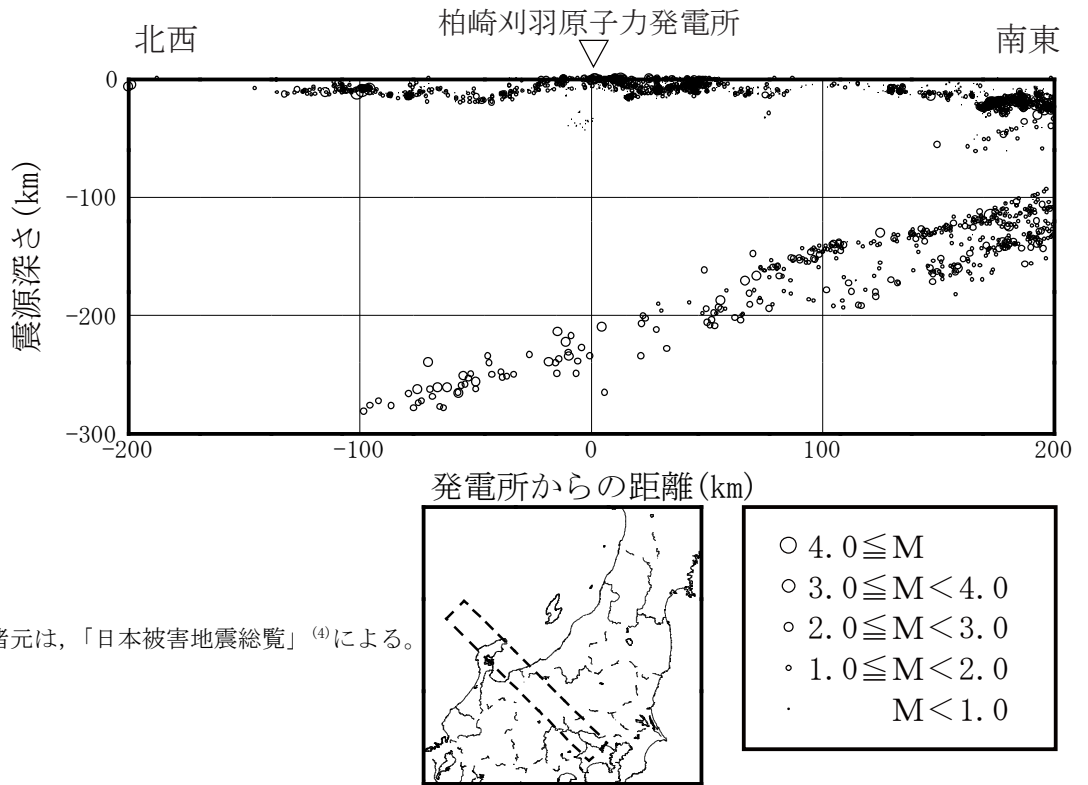 柏崎刈羽原子力発電所
北西
南東
0
-100
-200
-300
震源深さ(km)
-200
-100
0
100
200
発電所からの距離(km)
諸元は,「日本被害地震総覧」(4)による。
4.0≦M
3.0≦M<4.0
2.0≦M<3.0
1.0≦M<2.0
M<1.0